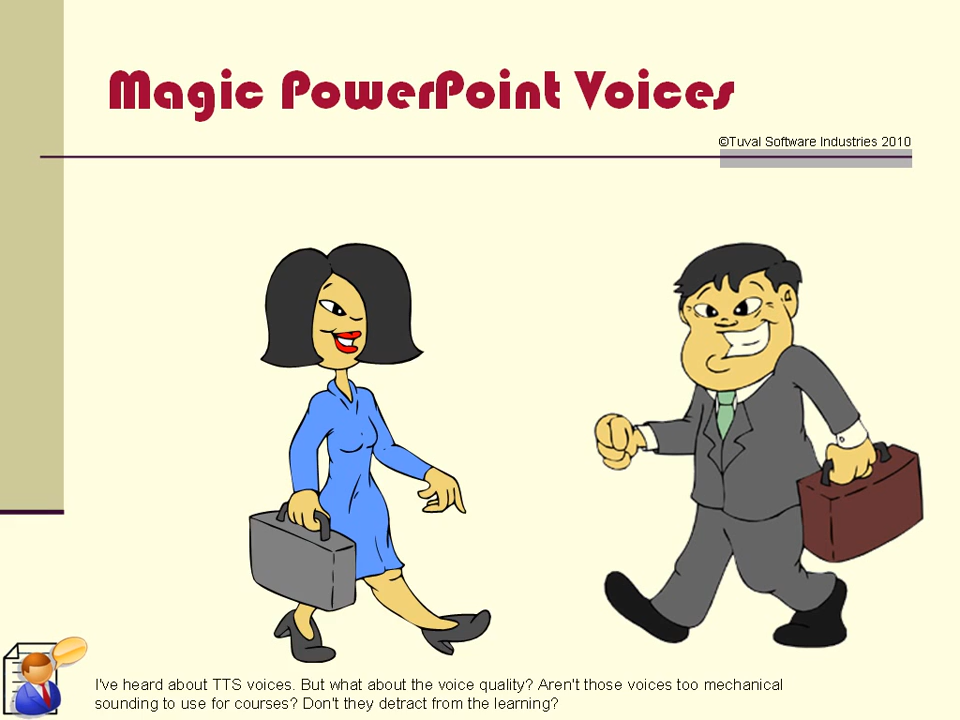 Magic PowerPoint Voices
©Tuval Software Industries 2010
I've heard about TTS voices. But what about the voice quality? Aren't those voices too mechanical
sounding to use for courses? Don't they detract from the learning?